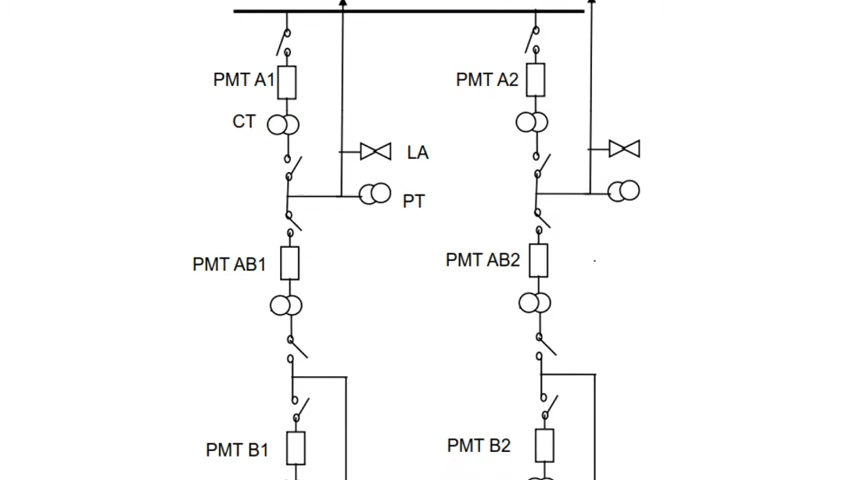 PMT A1
PMT A2
CT
LA
PT
PMT AB1
PMT AB2
PMT B1
PMT B2